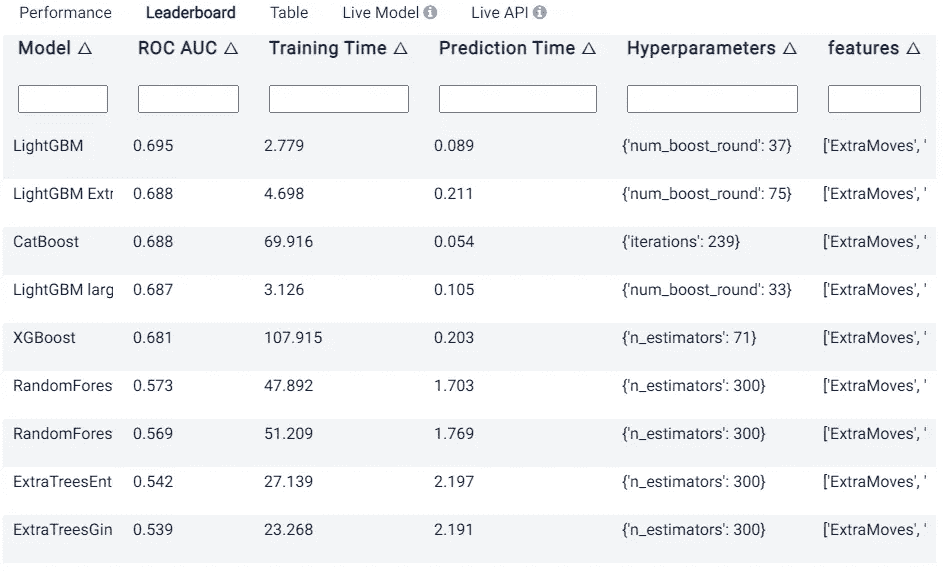 Performance Leaderboard Table Live Model Live API
Model △ ROC AUC △ Training Time △ Prediction Time △ Hyperparameters △ features △
LightGBM 0.695 2.779 0.089 {'num_boost_round': 37} ['ExtraMoves', '
LightGBM Extr 0.688 4.698 0.211 {'num_boost_round': 75} ['ExtraMoves', '
CatBoost 0.688 69.916 0.054 {'iterations': 239} ['ExtraMoves', '
LightGBM larg 0.687 3.126 0.105 {'num_boost_round': 33} ['ExtraMoves', '
XGBoost 0.681 107.915 0.203 {'n_estimators': 71} ['ExtraMoves', '
RandomFores 0.573 47.892 1.703 {'n_estimators': 300} ['ExtraMoves', '
RandomFores 0.569 51.209 1.769 {'n_estimators': 300} ['ExtraMoves', '
ExtraTreesEnt 0.542 27.139 2.197 {'n_estimators': 300} ['ExtraMoves', '
ExtraTreesGin 0.539 23.268 2.191 {'n_estimators': 300} ['ExtraMoves', '